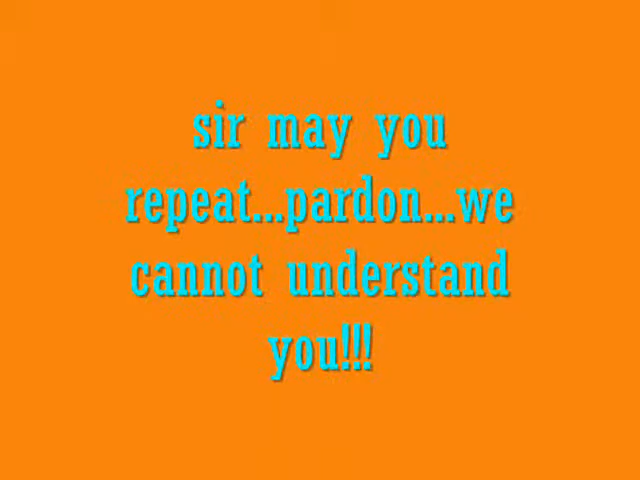 sir may you
repeat...pardon...we
cannot understand
you!!!